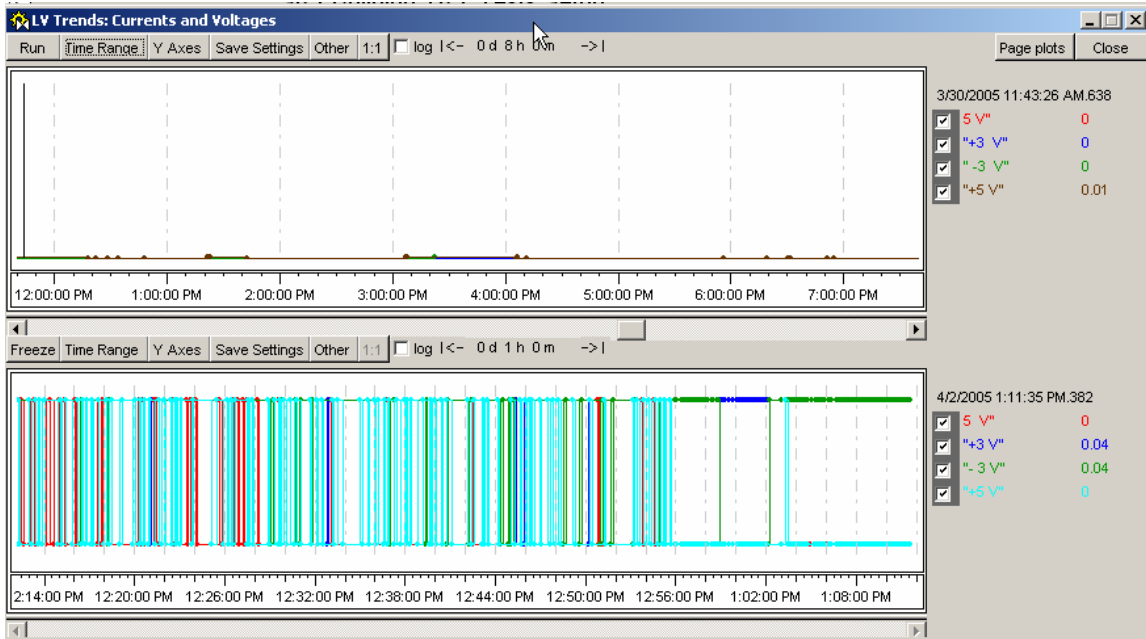 LV Trends: Currents and Voltages
Run Time Range Y Axes Save Settings Other 1:1 log |<- 0 d 8 h 0 m ->| Page plots Close
3/30/2005 11:43:26 AM.638
5 V" 0
"+3 V" 0
" -3 V" 0
"+5 V" 0.01
12:00:00 PM 1:00:00 PM 2:00:00 PM 3:00:00 PM 4:00:00 PM 5:00:00 PM 6:00:00 PM 7:00:00 PM
Freeze Time Range Y Axes Save Settings Other 1:1 log |<- 0 d 1 h 0 m ->|
4/2/2005 1:11:35 PM.382
5 V" 0
"+3 V" 0.04
"- 3 V" 0.04
"+5 V" 0
2:14:00 PM 12:20:00 PM 12:26:00 PM 12:32:00 PM 12:38:00 PM 12:44:00 PM 12:50:00 PM 12:56:00 PM 1:02:00 PM 1:08:00 PM